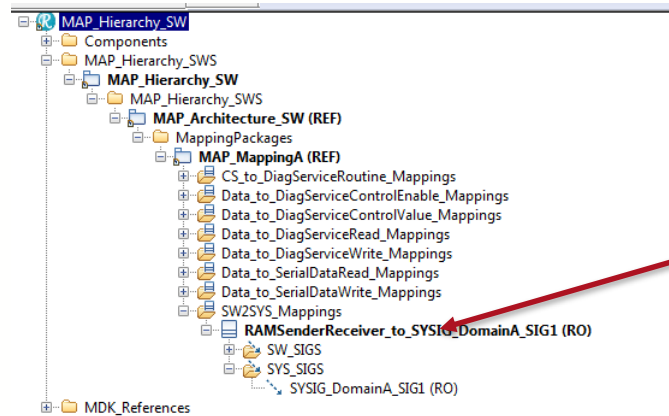 MAP_Hierarchy_SW
Components
MAP_Hierarchy_SWS
MAP_Hierarchy_SW
MAP_Hierarchy_SWS
MAP_Architecture_SW (REF)
MappingPackages
MAP_MappingA (REF)
CS_to_DiagServiceRoutine_Mappings
Data_to_DiagServiceControlEnable_Mappings
Data_to_DiagServiceControlValue_Mappings
Data_to_DiagServiceRead_Mappings
Data_to_DiagServiceWrite_Mappings
Data_to_SerialDataRead_Mappings
Data_to_SerialDataWrite_Mappings
SW2SYS_Mappings
RAMSenderReceiver_to_SYSIG_DomainA_SIG1 (RO)
SW_SIGS
SYS_SIGS
SYSIG_DomainA_SIG1 (RO)
MDK_References